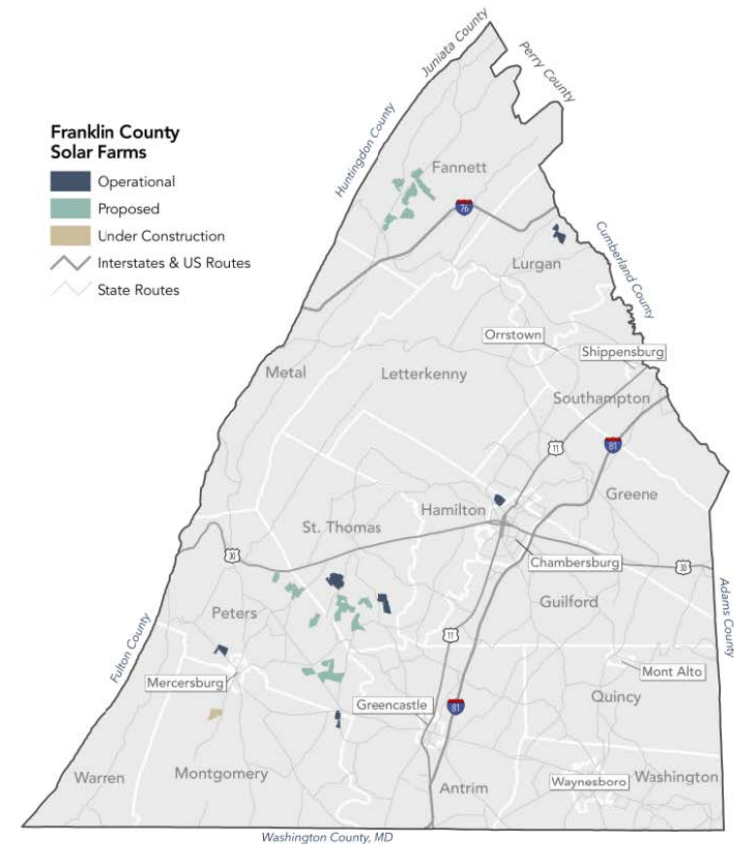 Juniata County
Perry County
Huntingdon County
Franklin County
Solar Farms
Operational
Proposed
Under Construction
Interstates & US Routes
State Routes
Fannett
76
Lurgan
Cumberland County
Orrstown
Shippensburg
Metal
Letterkenny
Southampton
11
81
Greene
Hamilton
St. Thomas
30
Chambersburg
30
Adams County
Guilford
Peters
Fulton County
11
Mercersburg
Mont Alto
Quincy
Greencastle
81
Warren
Montgomery
Antrim
Waynesboro
Washington
Washington County, MD